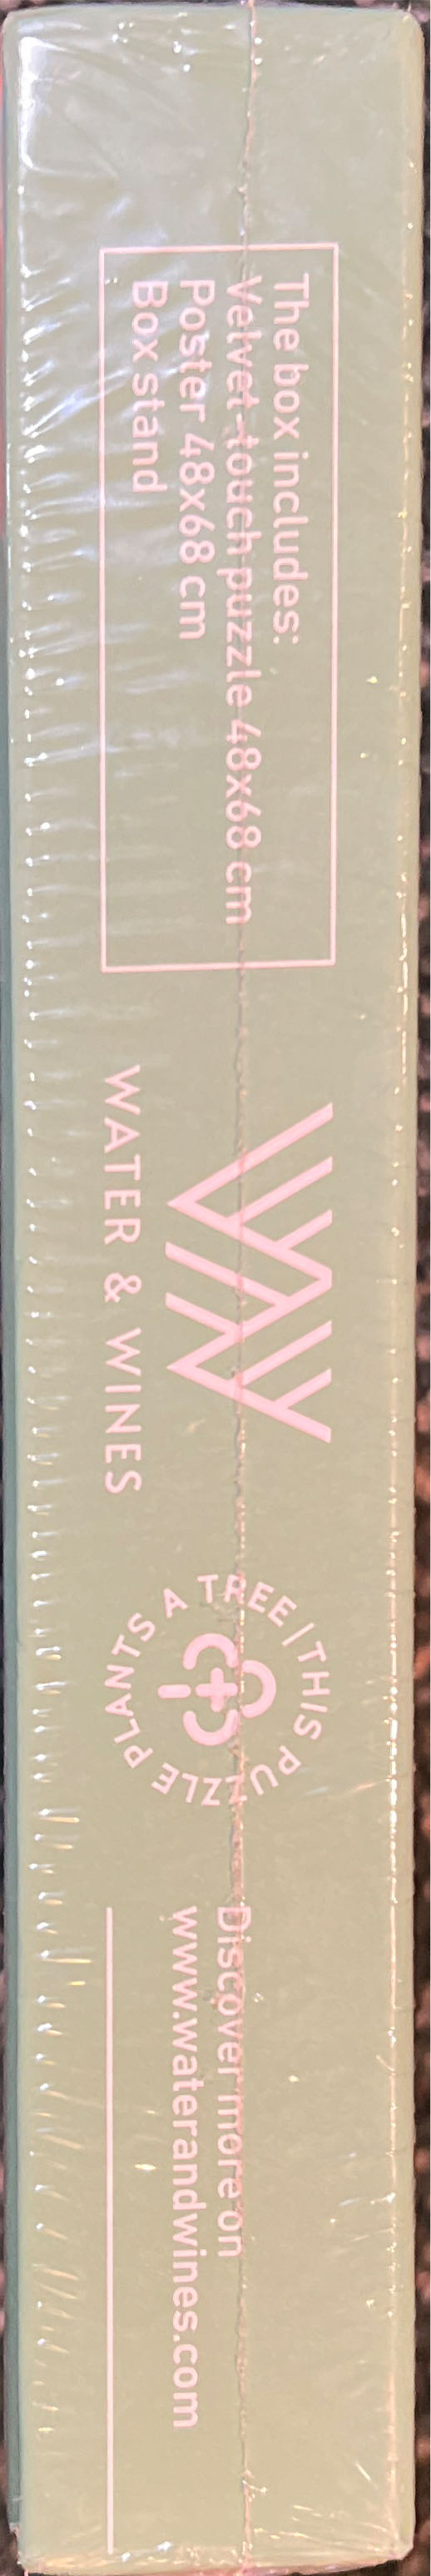 The box includes:
Velvet-touch puzzle 48x68 cm
Poster 48x68 cm
Box stand
WATER & WINES
THIS PUZZLE PLANTS A TREE |
Discover more on
www.waterandwines.com